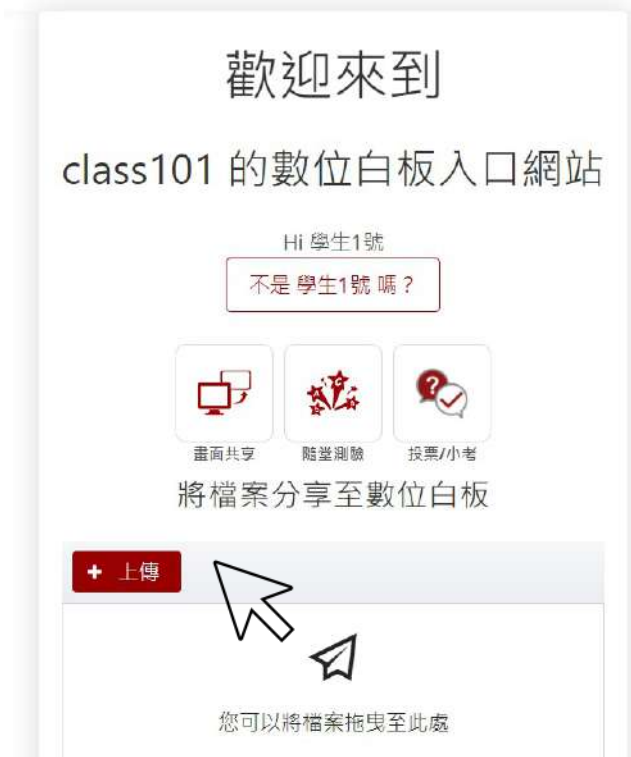 歡迎來到
class101 的數位白板入口網站
Hi 學生1號
不是 學生1號 嗎？
畫面共享 隨堂測驗 投票/小考
將檔案分享至數位白板
+ 上傳
您可以將檔案拖曳至此處